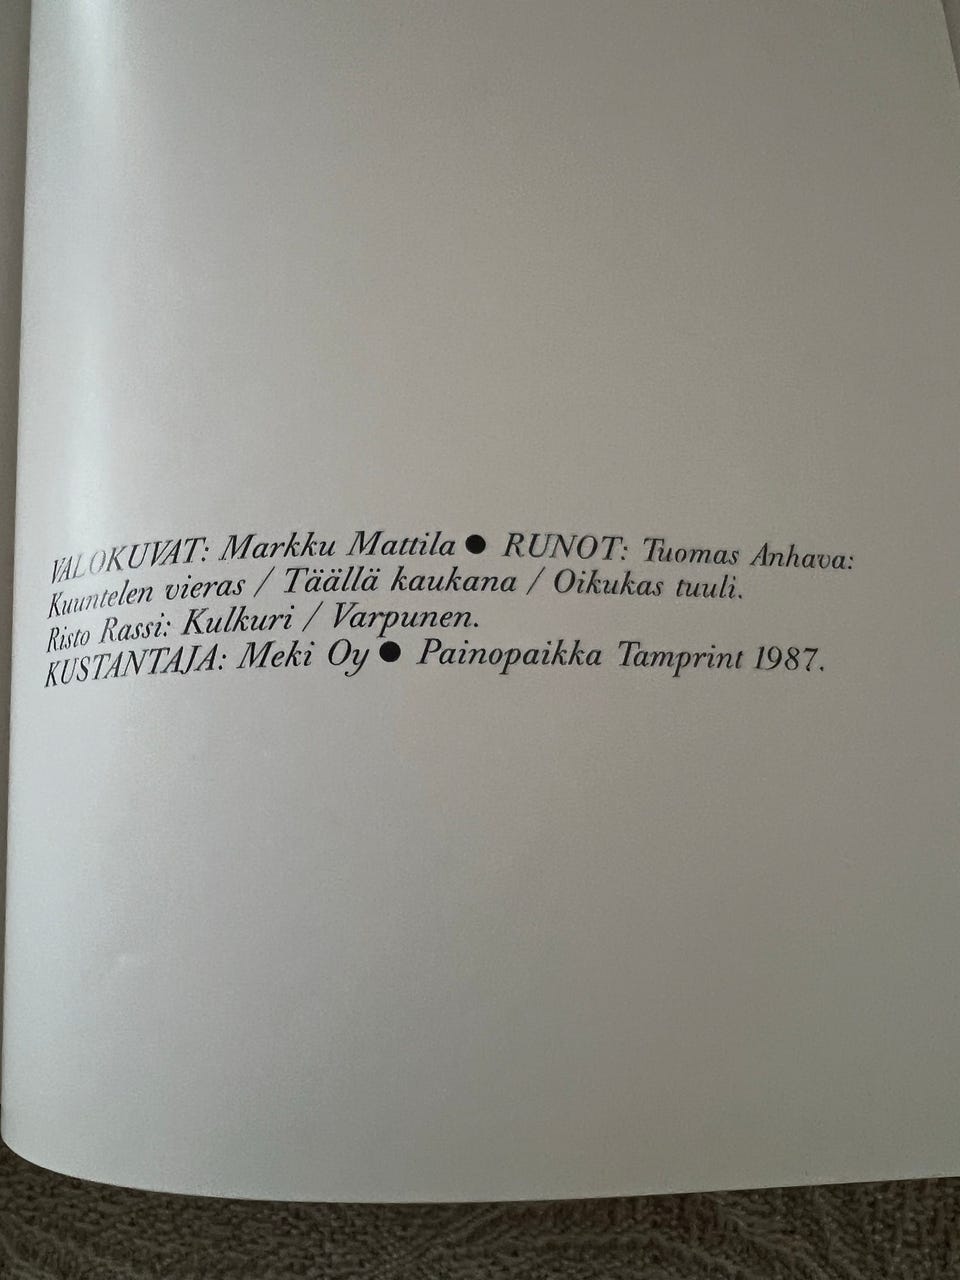 VALOKUVAT: Markku Mattila ● RUNOT: Tuomas Anhava:
Kuuntelen vieras / Täällä kaukana / Oikukas tuuli.
Risto Rassi: Kulkuri / Varpunen.
KUSTANTAJA: Meki Oy ● Painopaikka Tamprint 1987.